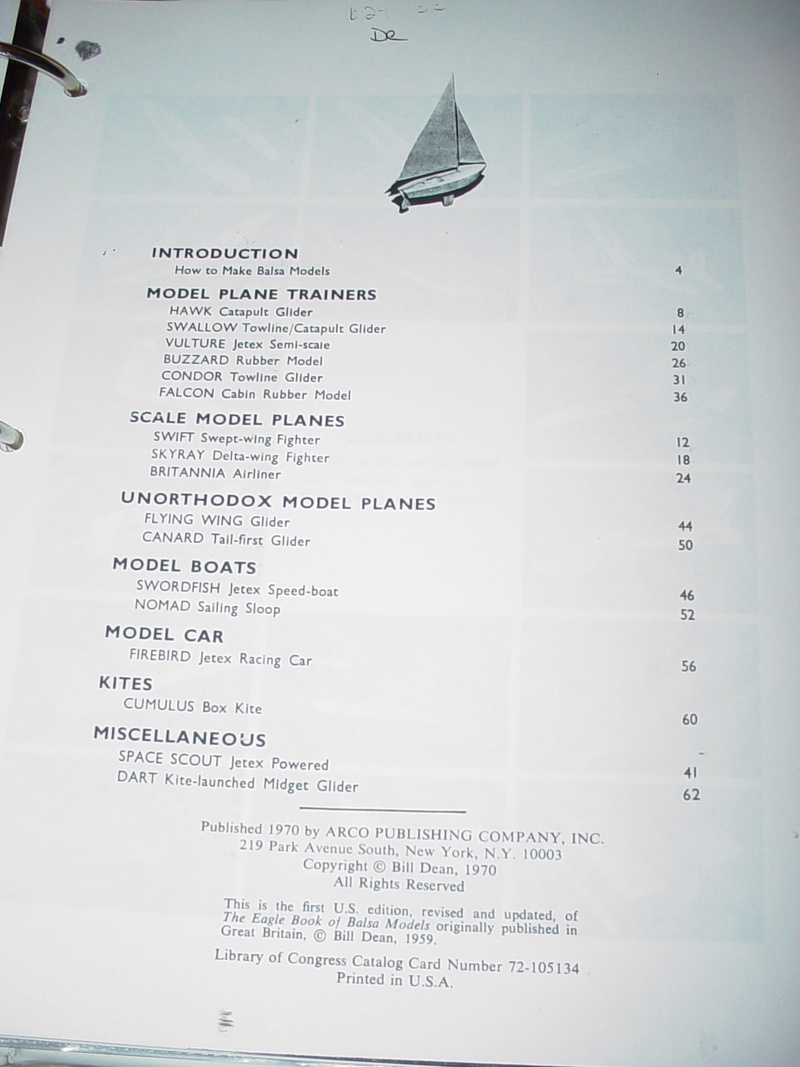 De
INTRODUCTION
How to Make Balsa Models 4
MODEL PLANE TRAINERS
HAWK Catapult Glider 8
SWALLOW Towline/Catapult Glider 14
VULTURE Jetex Semi-scale 20
BUZZARD Rubber Model 26
CONDOR Towline Glider 31
FALCON Cabin Rubber Model 36
SCALE MODEL PLANES
SWIFT Swept-wing Fighter 12
SKYRAY Delta-wing Fighter 18
BRITANNIA Airliner 24
UNORTHODOX MODEL PLANES
FLYING WING Glider 44
CANARD Tail-first Glider 50
MODEL BOATS
SWORDFISH Jetex Speed-boat 46
NOMAD Sailing Sloop 52
MODEL CAR
FIREBIRD Jetex Racing Car 56
KITES
CUMULUS Box Kite 60
MISCELLANEOUS
SPACE SCOUT Jetex Powered 41
DART Kite-launched Midget Glider 62
Published 1970 by ARCO PUBLISHING COMPANY, INC.
219 Park Avenue South, New York, N.Y. 10003
Copyright © Bill Dean, 1970
All Rights Reserved
This is the first U.S. edition, revised and updated, of
The Eagle Book of Balsa Models originally published in
Great Britain, © Bill Dean, 1959.
Library of Congress Catalog Card Number 72-105134
Printed in U.S.A.